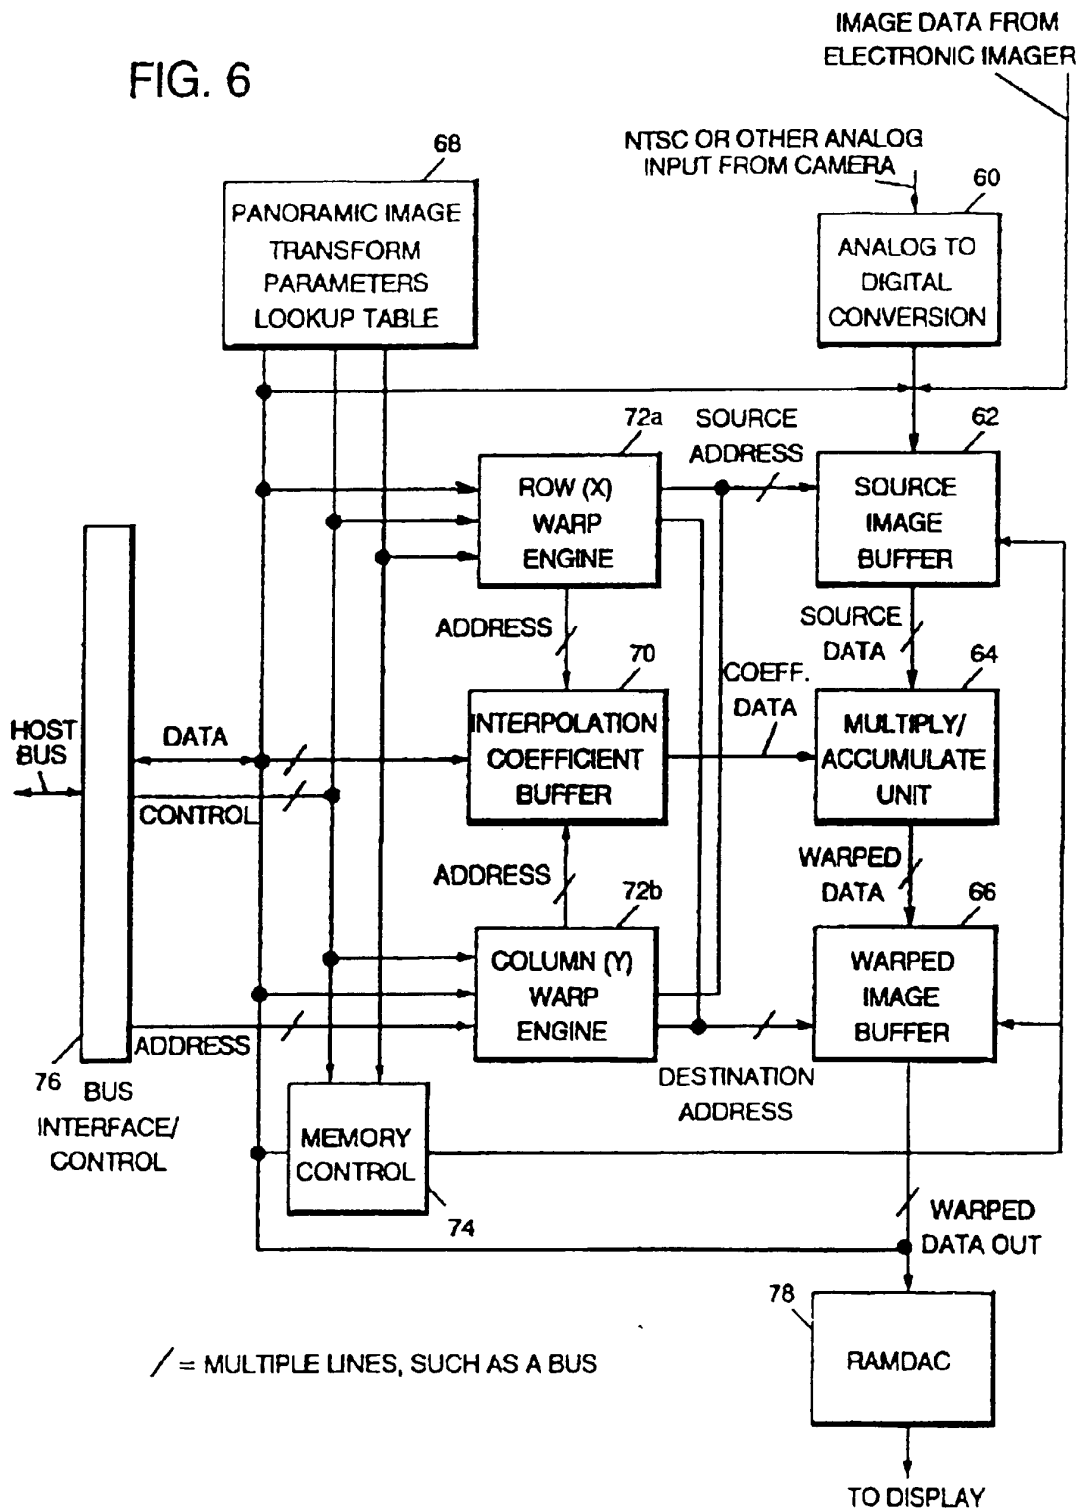 FIG. 6
IMAGE DATA FROM
ELECTRONIC IMAGER
NTSC OR OTHER ANALOG
INPUT FROM CAMERA
68
PANORAMIC IMAGE
TRANSFORM
PARAMETERS
LOOKUP TABLE
60
ANALOG TO
DIGITAL
CONVERSION
72a
ROW (X)
WARP
ENGINE
SOURCE
ADDRESS
62
SOURCE
IMAGE
BUFFER
ADDRESS
SOURCE
DATA
70
INTERPOLATION
COEFFICIENT
BUFFER
COEFF.
DATA
64
MULTIPLY/
ACCUMULATE
UNIT
HOST
BUS
DATA
CONTROL
ADDRESS
WARPED
DATA
72b
COLUMN (Y)
WARP
ENGINE
66
WARPED
IMAGE
BUFFER
ADDRESS
76
BUS
INTERFACE/
CONTROL
DESTINATION
ADDRESS
MEMORY
CONTROL
74
WARPED
DATA OUT
78
RAMDAC
/ = MULTIPLE LINES, SUCH AS A BUS
TO DISPLAY